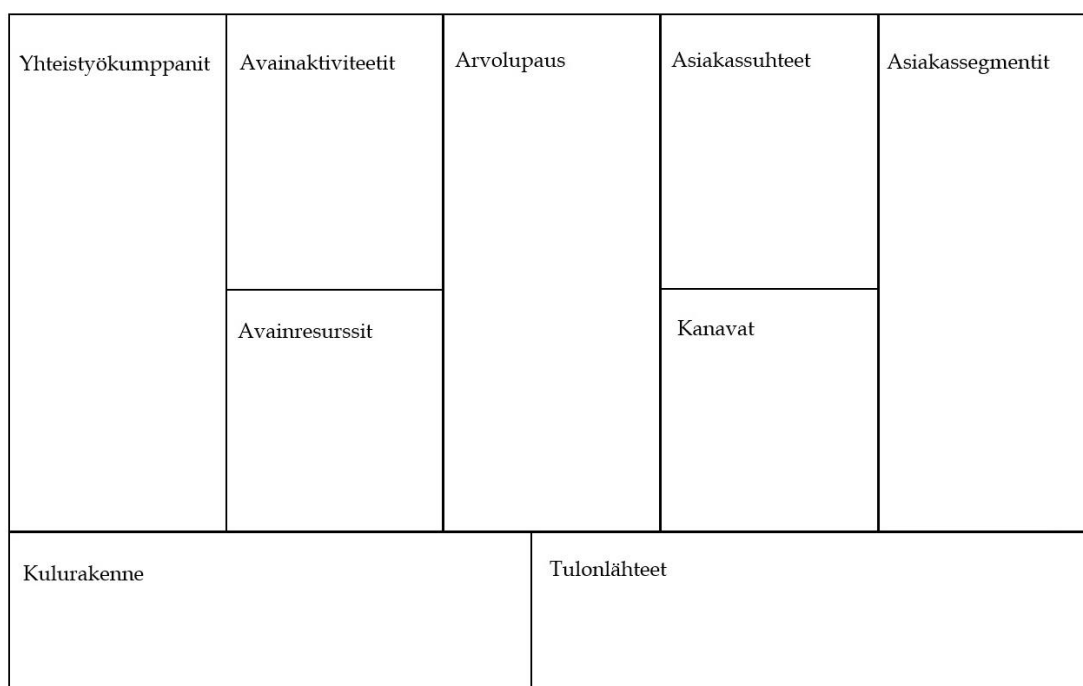 Yhteistyökumppanit
Avainaktiviteetit
Arvolupaus
Asiakassuhteet
Asiakassegmentit
Avainresurssit
Kanavat
Kulurakenne
Tulonlähteet